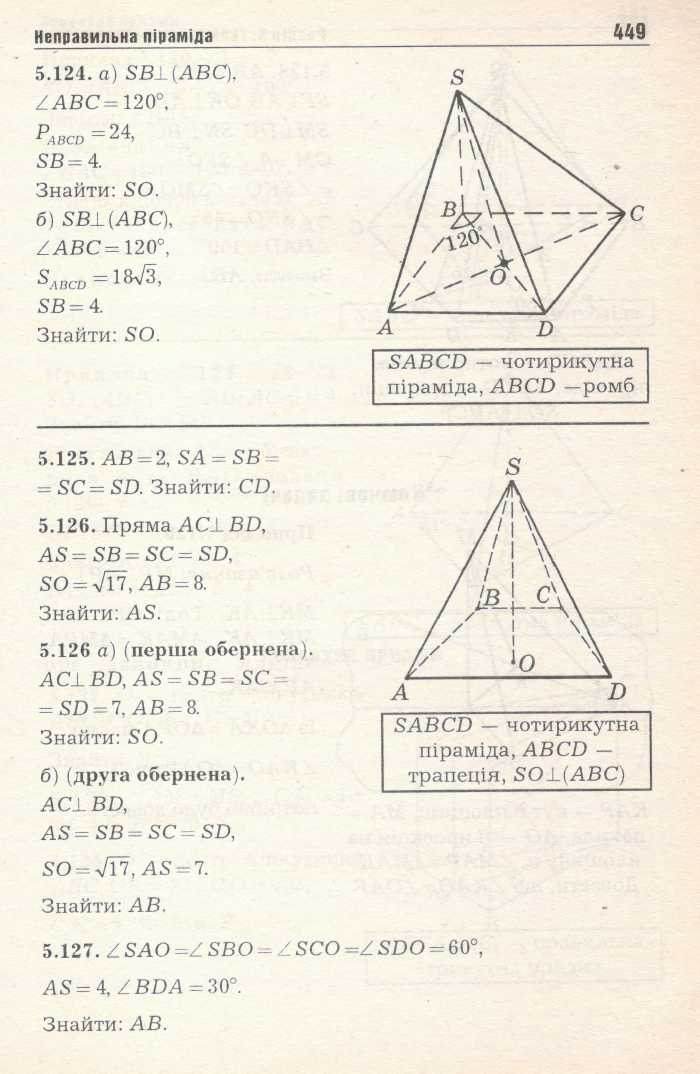 Неправильна піраміда 449
5.124. а) SB⊥(ABC),
∠ABC = 120°,
P_ABCD = 24,
SB = 4.
Знайти: SO.
б) SB⊥(ABC),
∠ABC = 120°,
S_ABCD = 18√3,
SB = 4.
Знайти: SO.
S
B
C
120°
O
A
D
SABCD — чотирикутна
піраміда, ABCD — ромб
5.125. AB = 2, SA = SB =
= SC = SD. Знайти: CD.
5.126. Пряма AC⊥BD,
AS = SB = SC = SD,
SO = √17, AB = 8.
Знайти: AS.
5.126 а) (перша обернена).
AC⊥BD, AS = SB = SC =
= SD = 7, AB = 8.
Знайти: SO.
б) (друга обернена).
AC⊥BD,
AS = SB = SC = SD,
SO = √17, AS = 7.
Знайти: AB.
5.127. ∠SAO = ∠SBO = ∠SCO = ∠SDO = 60°,
AS = 4, ∠BDA = 30°.
Знайти: AB.
S
B
C
O
A
D
SABCD — чотирикутна
піраміда, ABCD —
трапеція, SO⊥(ABC)